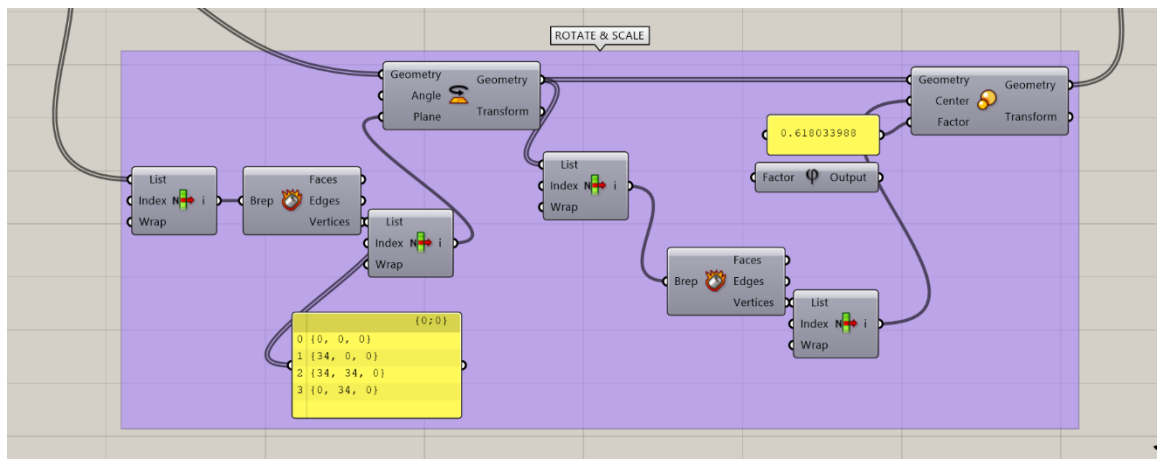 ROTATE & SCALE
Geometry Geometry
Angle
Plane Transform
Geometry Geometry
Center
Factor Transform
0.618033988
Factor φ Output
List
Index N i
Wrap
Faces
Brep Edges
Vertices
List
Index N i
Wrap
{0;0}
0 {0, 0, 0}
1 {34, 0, 0}
2 {34, 34, 0}
3 {0, 34, 0}
List
Index N i
Wrap
Faces
Brep Edges
Vertices
List
Index N i
Wrap